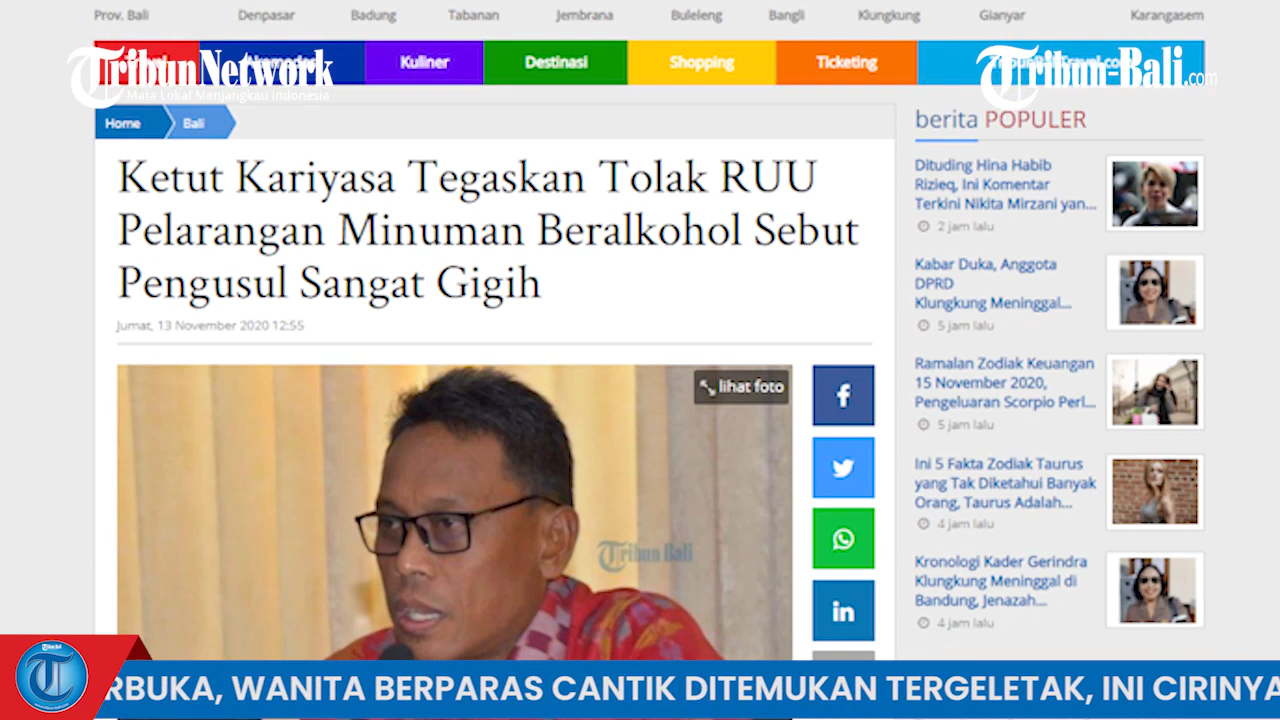 Prov. Bali Denpasar Badung Tabanan Jembrana Buleleng Bangli Klungkung Gianyar Karangasem
Kuliner Destinasi Shopping Ticketing
TribunNetwork
Mata Lokal Menjangkau Indonesia
Tribun-Bali.com
Home Bali
Ketut Kariyasa Tegaskan Tolak RUU
Pelarangan Minuman Beralkohol Sebut
Pengusul Sangat Gigih
Jumat, 13 November 2020 12:55
lihat foto
Tribun Bali
berita POPULER
Dituding Hina Habib
Rizieq, Ini Komentar
Terkini Nikita Mirzani yan...
2 jam lalu
Kabar Duka, Anggota
DPRD
Klungkung Meninggal...
5 jam lalu
Ramalan Zodiak Keuangan
15 November 2020,
Pengeluaran Scorpio Perl...
5 jam lalu
Ini 5 Fakta Zodiak Taurus
yang Tak Diketahui Banyak
Orang, Taurus Adalah...
4 jam lalu
Kronologi Kader Gerindra
Klungkung Meninggal di
Bandung, Jenazah...
4 jam lalu
RBUKA, WANITA BERPARAS CANTIK DITEMUKAN TERGELETAK, INI CIRINYA